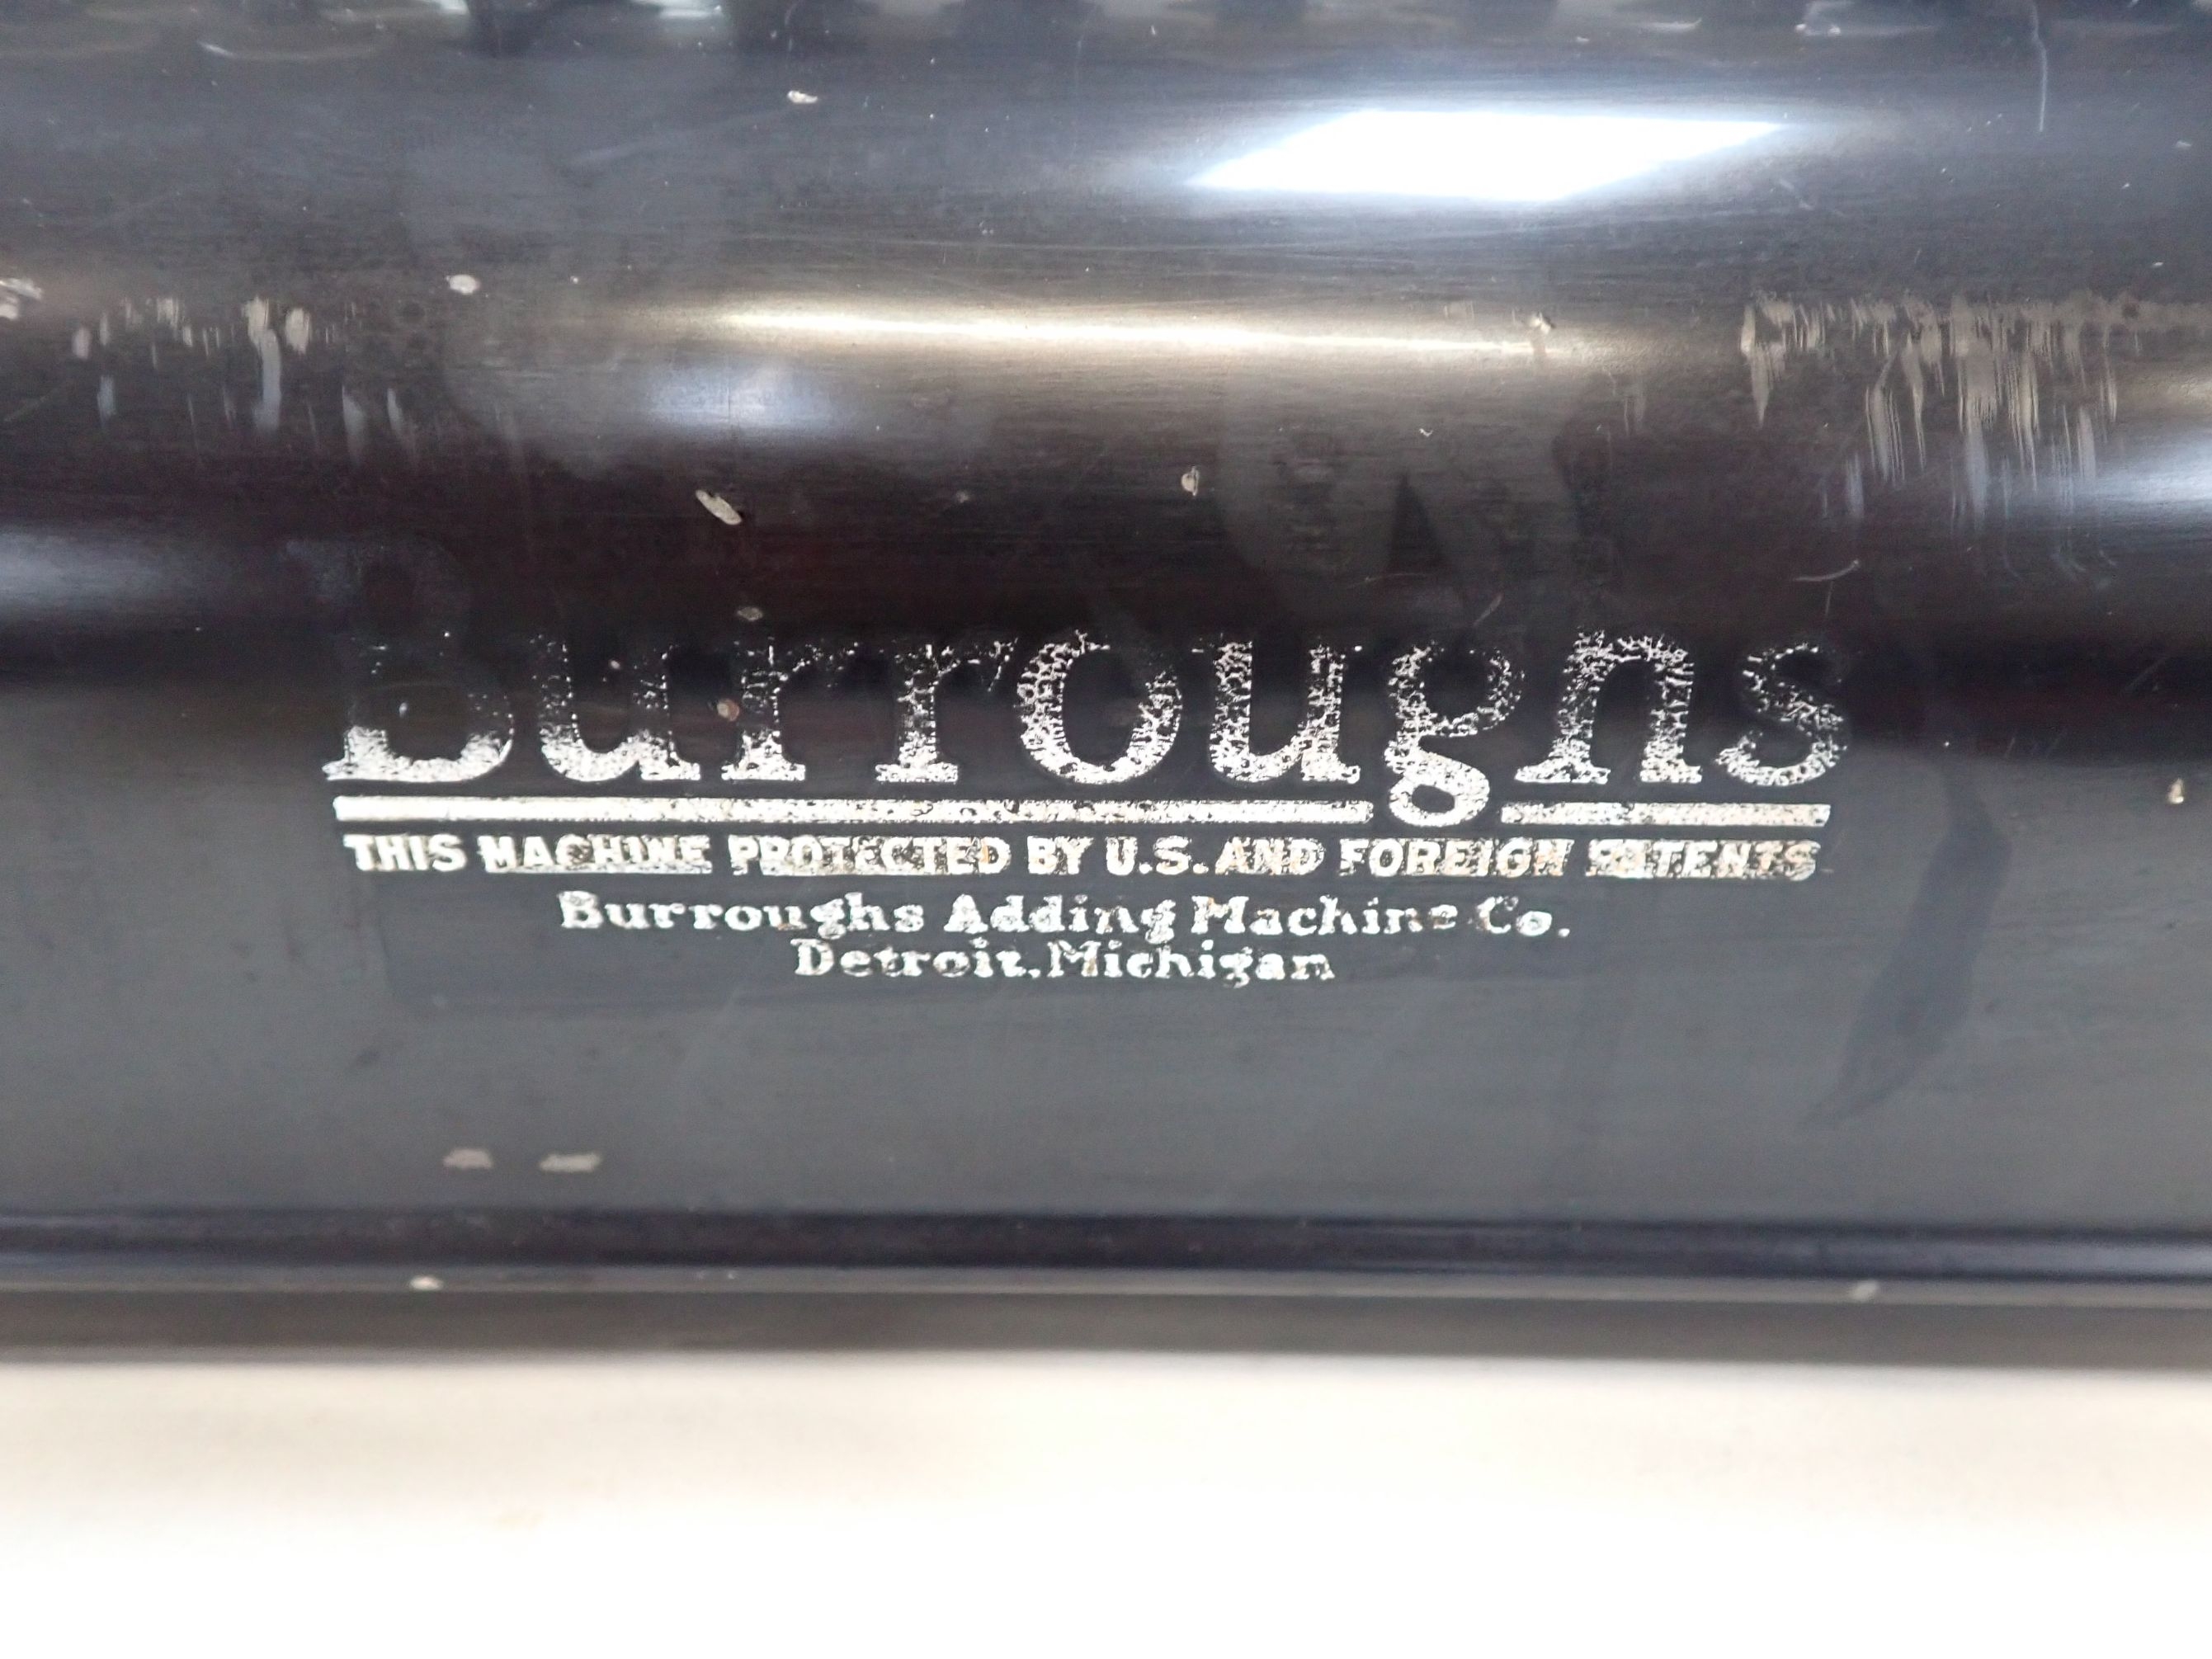 Burroughs
THIS MACHINE PROTECTED BY U.S. AND FOREIGN PATENTS
Burroughs Adding Machine Co.
Detroit, Michigan